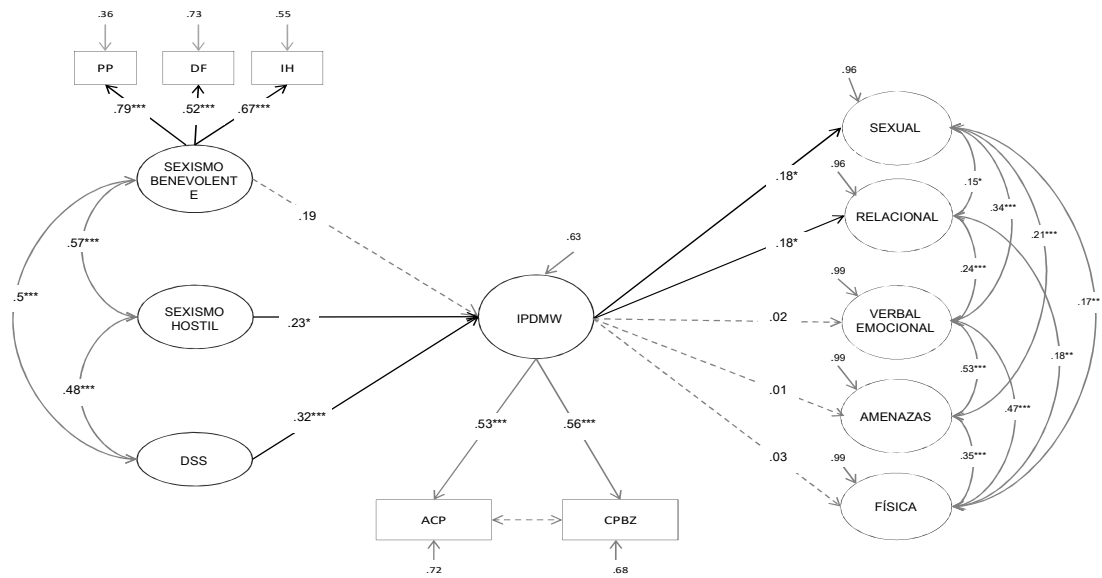 .36 .73 .55
PP DF IH
.79*** .52*** .67***
SEXISMO
BENEVOLENT
E
.19
.57***
.5***
SEXISMO
HOSTIL
.23*
.48***
.32***
DSS
.63
IPDMW
.53*** .56***
ACP CPBZ
.72 .68
.18*
.18*
.02
.01
.03
.96
SEXUAL
.96
RELACIONAL
.99
VERBAL
EMOCIONAL
.99
AMENAZAS
.99
FÍSICA
.15*
.34***
.21***
.24***
.17**
.18**
.53***
.47***
.35***